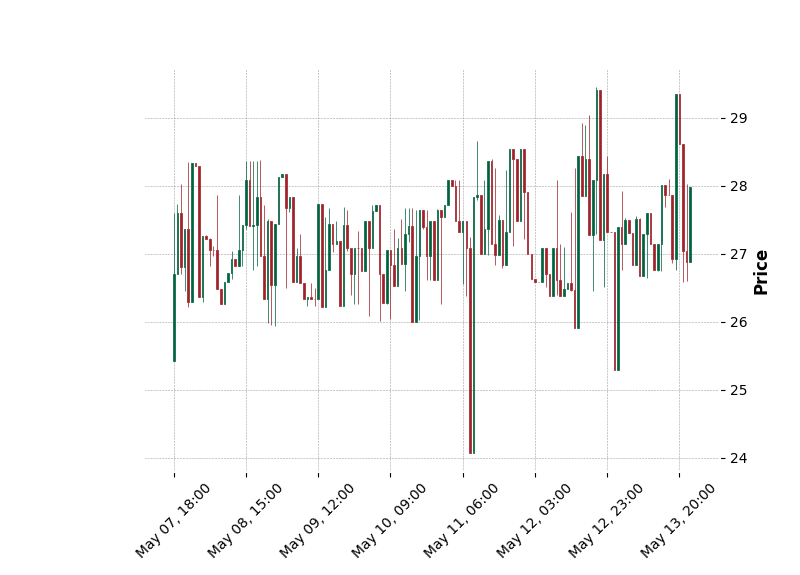 29
28
27
26
25
24
Price
May 07, 18:00
May 08, 15:00
May 09, 12:00
May 10, 09:00
May 11, 06:00
May 12, 03:00
May 12, 23:00
May 13, 20:00